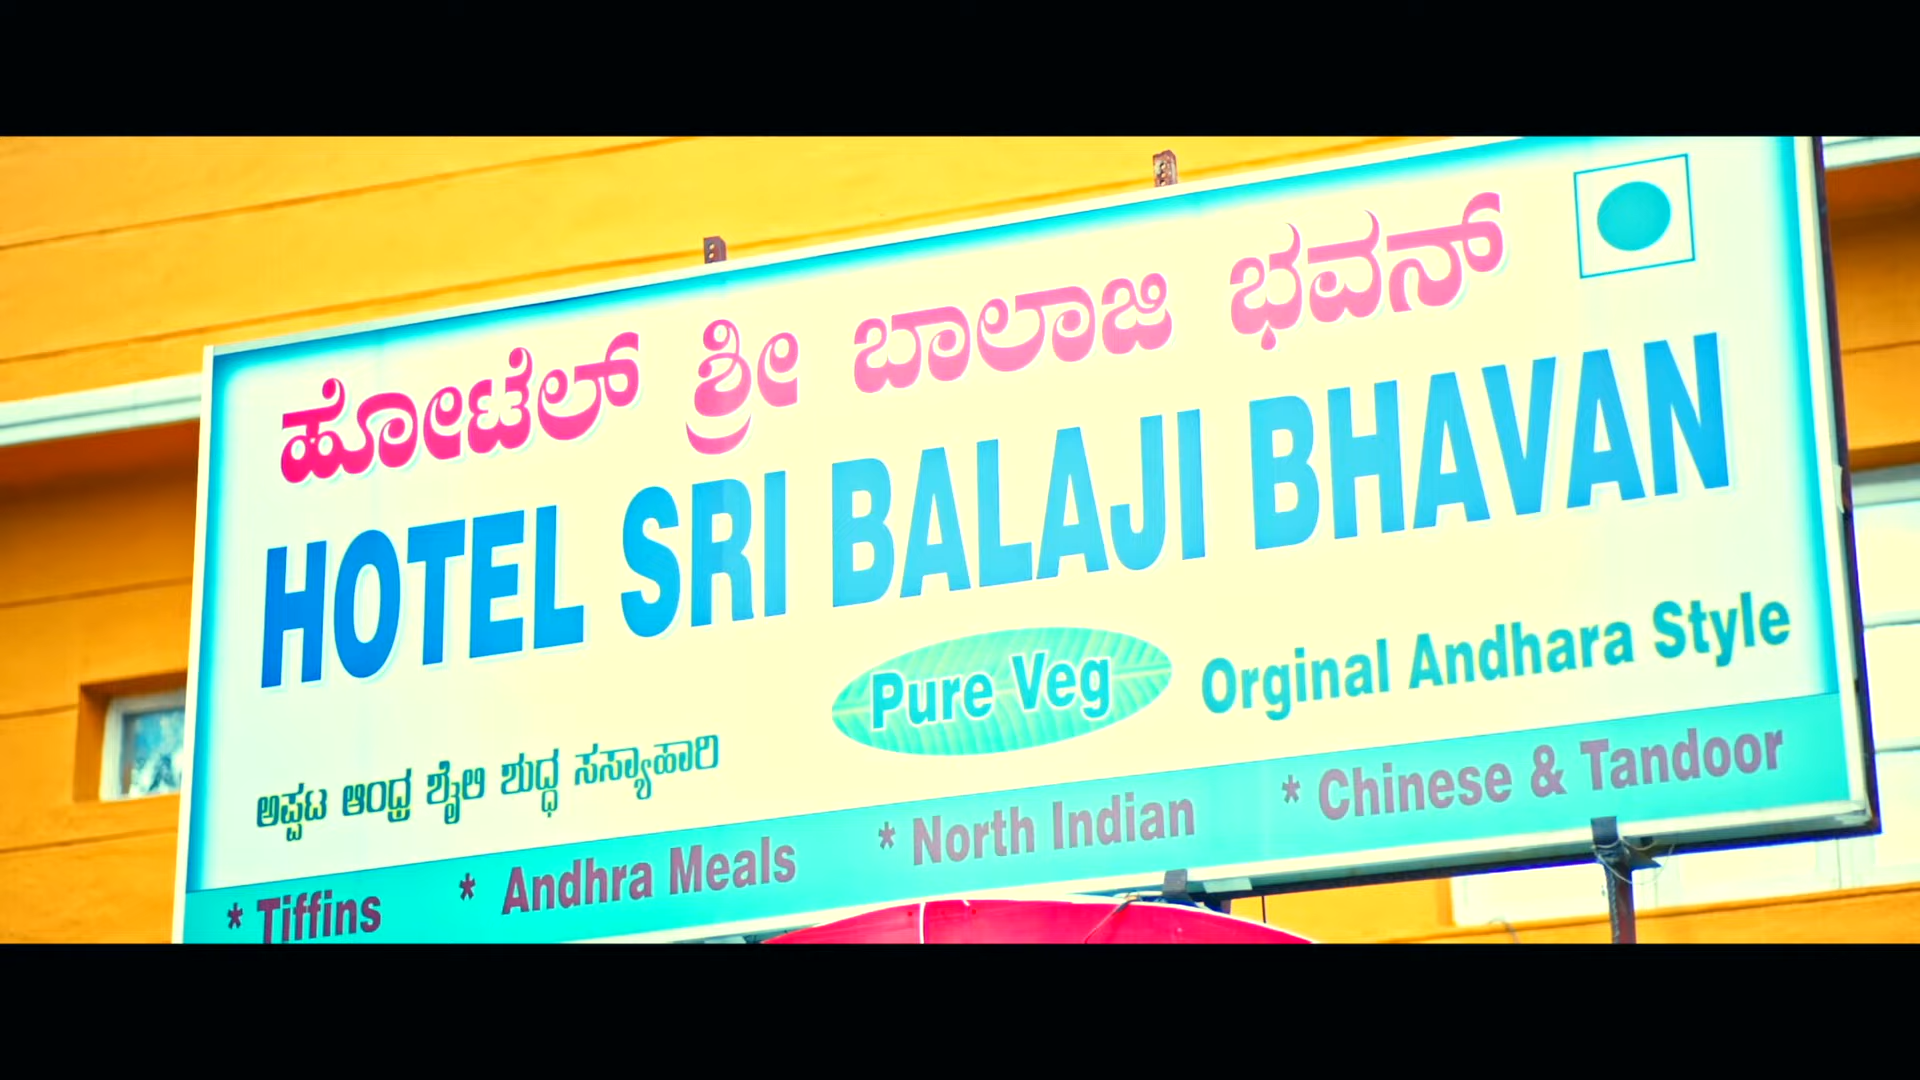 ಹೋಟೆಲ್ ಶ್ರೀ ಬಾಲಾಜಿ ಭವನ್
HOTEL SRI BALAJI BHAVAN
Pure Veg Orginal Andhara Style
ಅಪ್ಪಟ ಆಂಧ್ರ ಶೈಲಿ ಶುದ್ಧ ಸಸ್ಯಾಹಾರಿ
* Tiffins * Andhra Meals * North Indian * Chinese & Tandoor